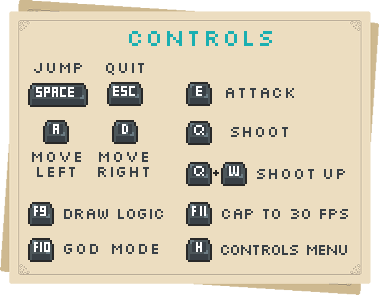 CONTROLS
JUMP QUIT
SPACE ESC
E ATTACK
A D
Q SHOOT
MOVE LEFT
MOVE RIGHT
Q + W SHOOT UP
F9 DRAW LOGIC
F11 CAP TO 30 FPS
F10 GOD MODE
H CONTROLS MENU